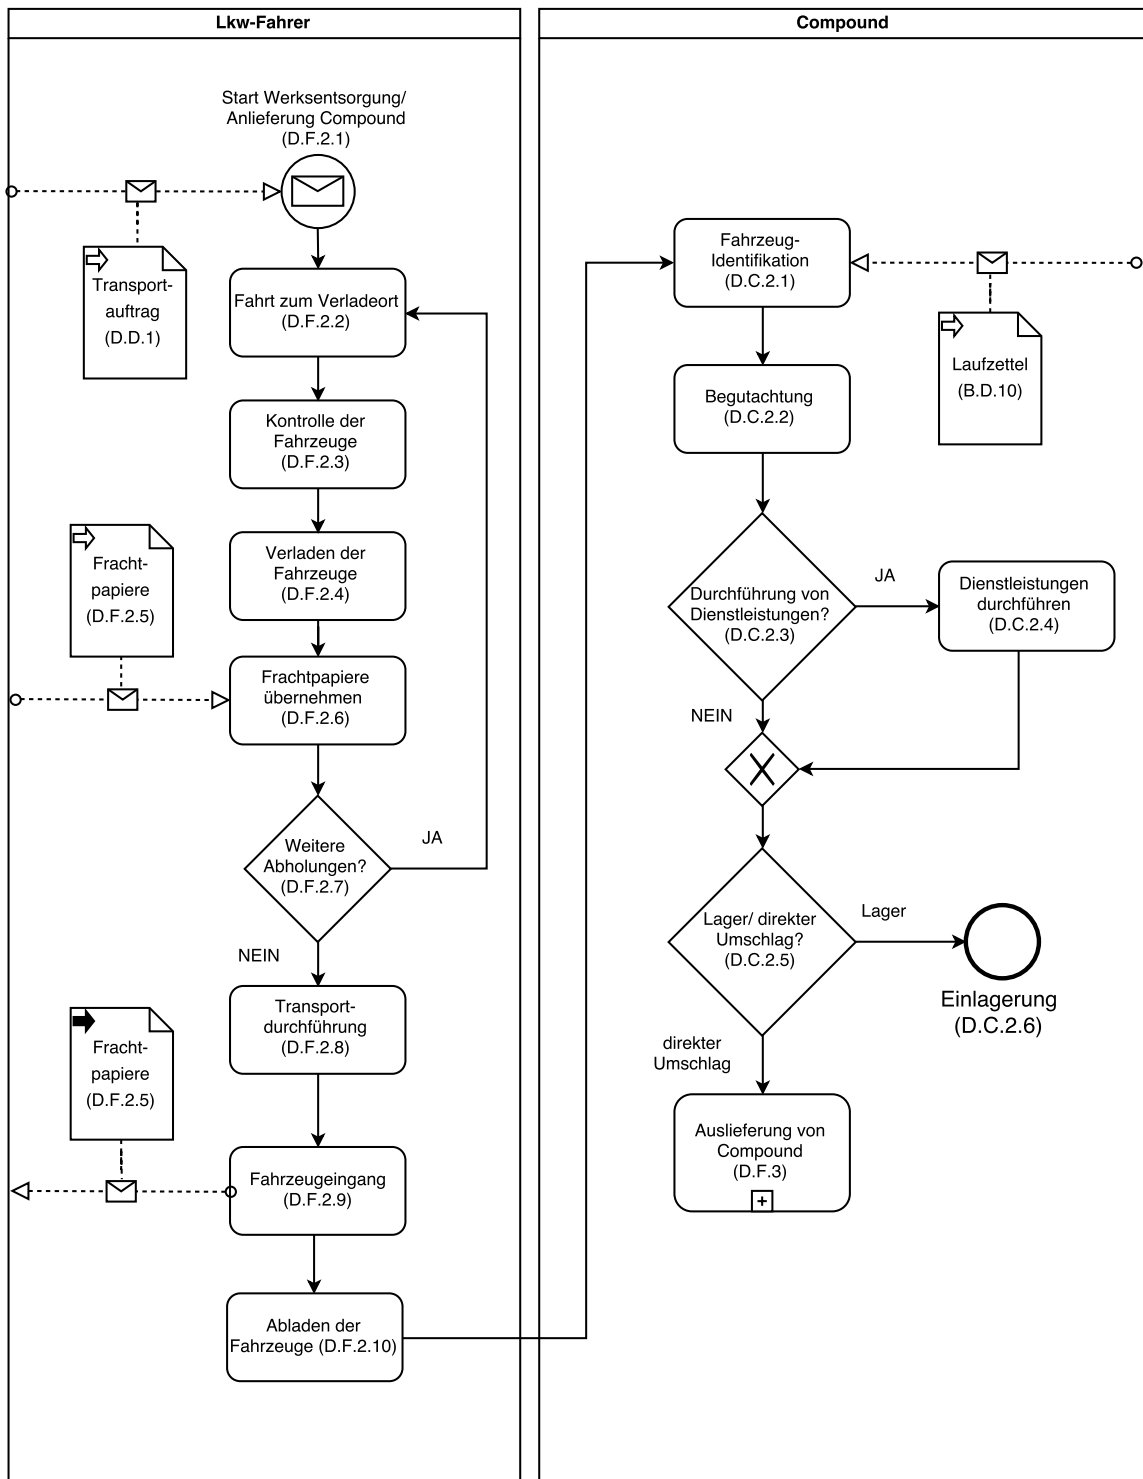 Lkw-Fahrer
Start Werksentsorgung/
Anlieferung Compound
(D.F.2.1)
Transport-
auftrag
(D.D.1)
Fahrt zum Verladeort
(D.F.2.2)
Kontrolle der
Fahrzeuge
(D.F.2.3)
Verladen der
Fahrzeuge
(D.F.2.4)
Fracht-
papiere
(D.F.2.5)
Frachtpapiere
übernehmen
(D.F.2.6)
Weitere
Abholungen?
(D.F.2.7)
JA
NEIN
Transport-
durchführung
(D.F.2.8)
Fracht-
papiere
(D.F.2.5)
Fahrzeugeingang
(D.F.2.9)
Abladen der
Fahrzeuge (D.F.2.10)
Compound
Fahrzeug-
Identifikation
(D.C.2.1)
Laufzettel
(B.D.10)
Begutachtung
(D.C.2.2)
Durchführung von
Dienstleistungen?
(D.C.2.3)
JA
Dienstleistungen
durchführen
(D.C.2.4)
NEIN
X
Lager/ direkter
Umschlag?
(D.C.2.5)
Lager
Einlagerung
(D.C.2.6)
direkter
Umschlag
Auslieferung von
Compound
(D.F.3)
+